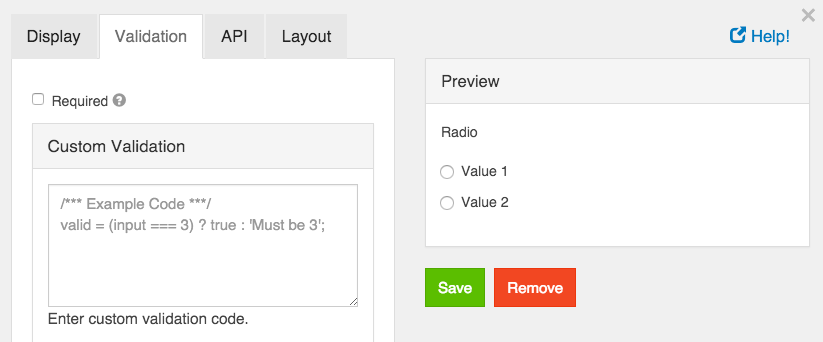 Display
Validation
API
Layout
Help!
Required
Custom Validation
/*** Example Code ***/
valid = (input === 3) ? true : 'Must be 3';
Enter custom validation code.
Preview
Radio
Value 1
Value 2
Save
Remove